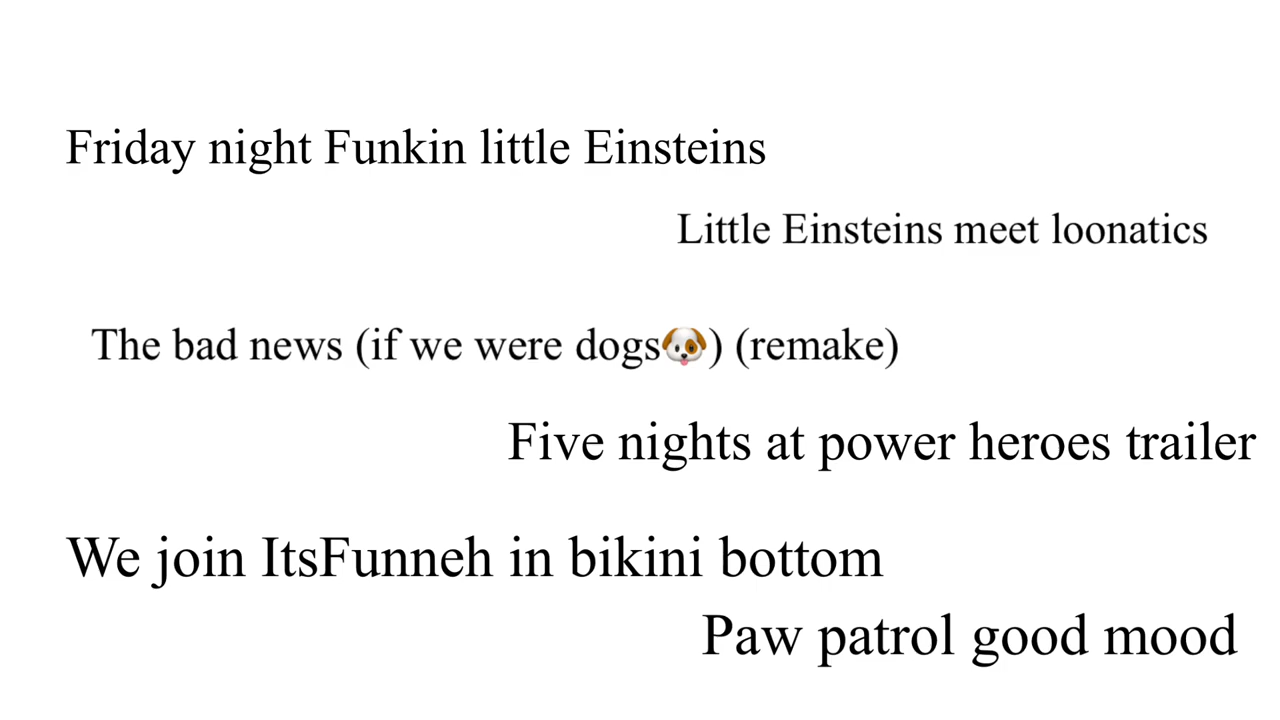 Friday night Funkin little Einsteins
Little Einsteins meet loonatics
The bad news (if we were dogs🐶) (remake)
Five nights at power heroes trailer
We join ItsFunneh in bikini bottom
Paw patrol good mood